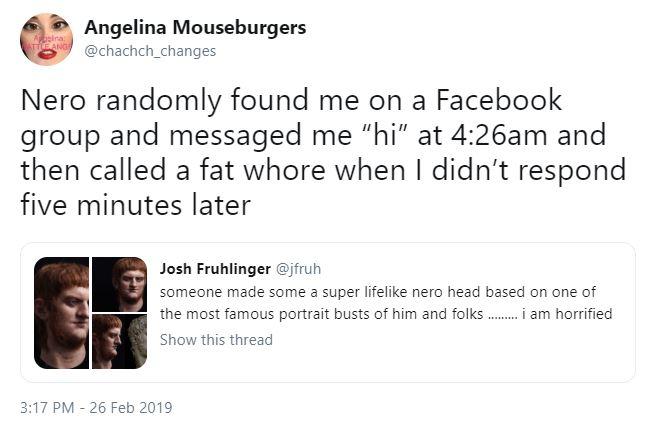 Angelina Mouseburgers
@chachch_changes
Nero randomly found me on a Facebook
group and messaged me “hi” at 4:26am and
then called a fat whore when I didn’t respond
five minutes later
Josh Fruhlinger @jfruh
someone made some a super lifelike nero head based on one of
the most famous portrait busts of him and folks ......... i am horrified
Show this thread
3:17 PM - 26 Feb 2019